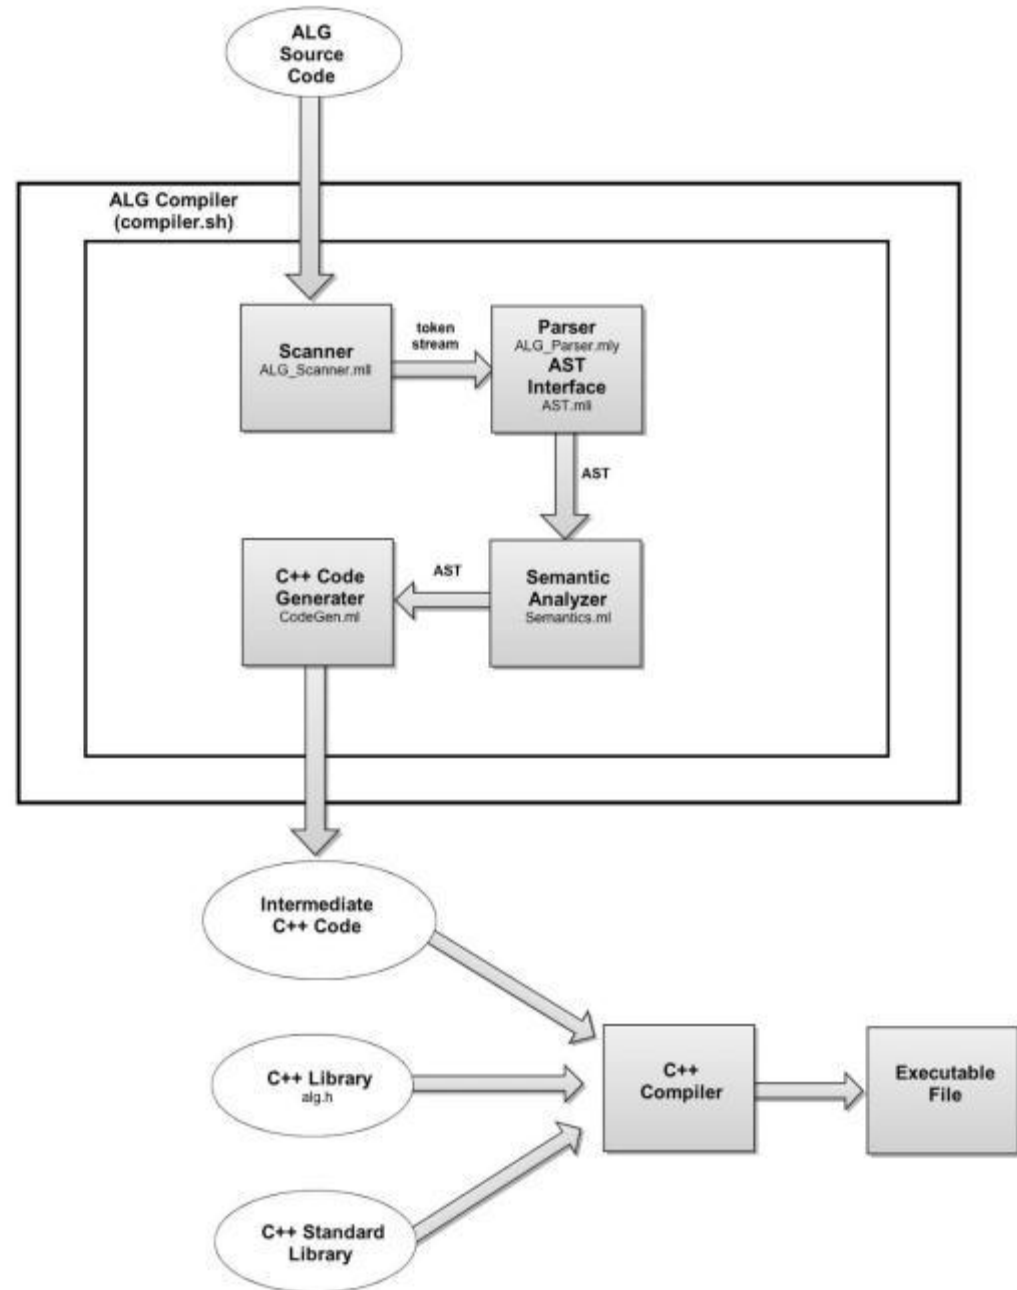 ALG
Source
Code
ALG Compiler
(compiler.sh)
Scanner
ALG_Scanner.mll
token
stream
Parser
ALG_Parser.mly
AST
Interface
AST.mli
AST
Semantic
Analyzer
Semantics.ml
AST
C++ Code
Generater
CodeGen.ml
Intermediate
C++ Code
C++ Library
alg.h
C++ Standard
Library
C++
Compiler
Executable
File